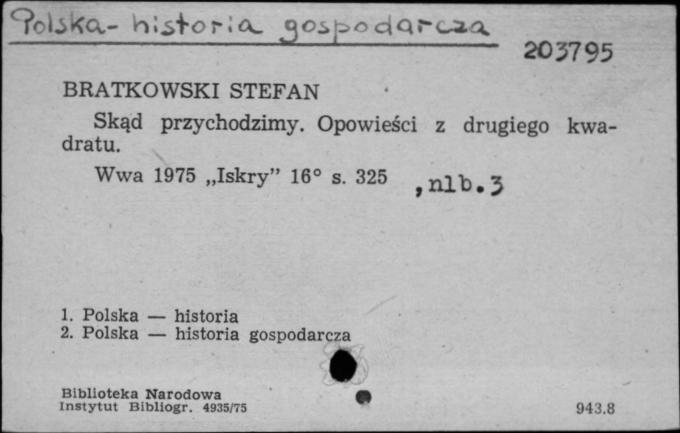 Polska - historia gospodarcza
203795
BRATKOWSKI STEFAN
Skąd przychodzimy. Opowieści z drugiego kwa-
dratu.
Wwa 1975 „Iskry” 16° s. 325 , nlb. 3
1. Polska — historia
2. Polska — historia gospodarcza
Biblioteka Narodowa
Instytut Bibliogr. 4935/75
943.8